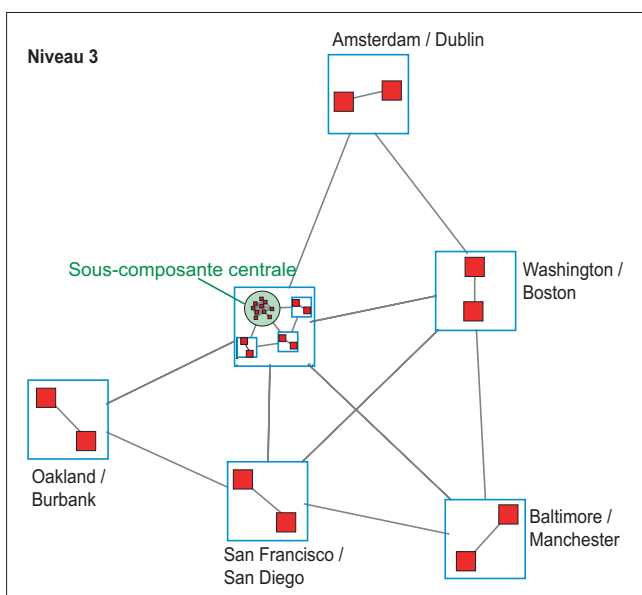 Niveau 3
Amsterdam / Dublin
Sous-composante centrale
Washington /
Boston
Oakland /
Burbank
San Francisco /
San Diego
Baltimore /
Manchester